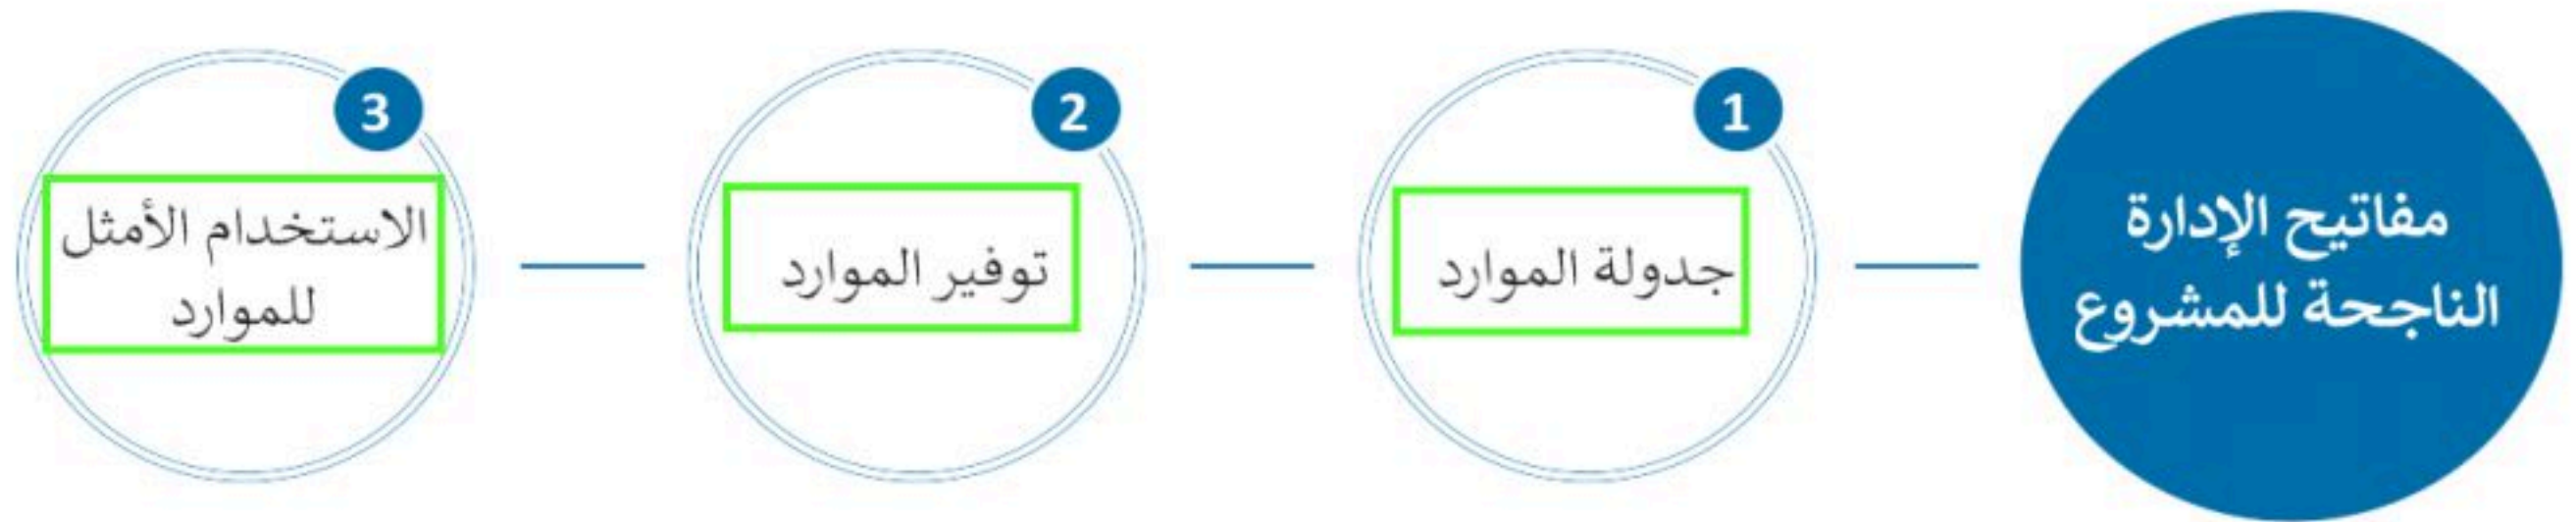 مفاتيح الإدارة
الناجحة للمشروع
1
جدولة الموارد
2
توفير الموارد
3
الاستخدام الأمثل
للموارد